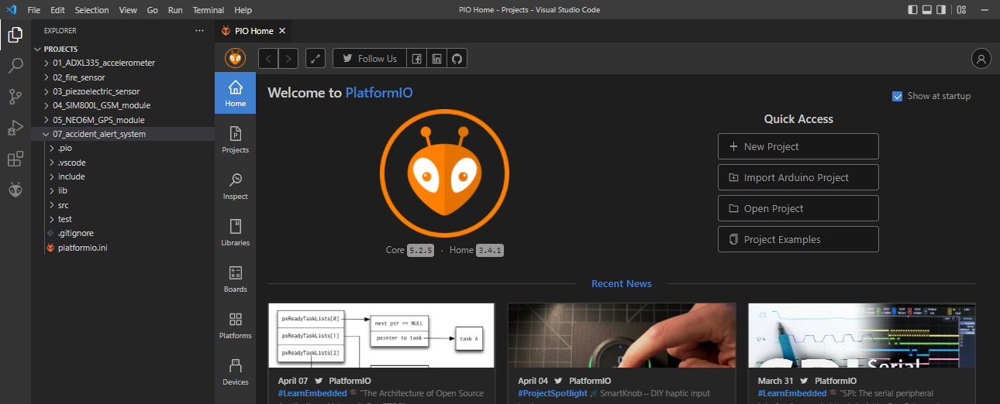 File Edit Selection View Go Run Terminal Help
PIO Home - Projects - Visual Studio Code
EXPLORER
PROJECTS
01_ADXL335_accelerometer
02_fire_sensor
03_piezoelectric_sensor
04_SIM800L_GSM_module
05_NEO6M_GPS_module
07_accident_alert_system
.pio
.vscode
include
lib
src
test
.gitignore
platformio.ini
PIO Home
Follow Us
Home
Projects
Inspect
Libraries
Boards
Platforms
Devices
Welcome to PlatformIO
Show at startup
Core 5.2.5 · Home 3.4.1
Quick Access
New Project
Import Arduino Project
Open Project
Project Examples
Recent News
pxReadyTaskLists[0]
pxReadyTaskLists[1]
pxReadyTaskLists[2]
next ptr == NULL
pointer to task
task A
April 07 PlatformIO
#LearnEmbedded "The Architecture of Open Source
April 04 PlatformIO
#ProjectSpotlight SmartKnob – DIY haptic input
SPI Serial
March 31 PlatformIO
#LearnEmbedded "SPI: The serial peripheral